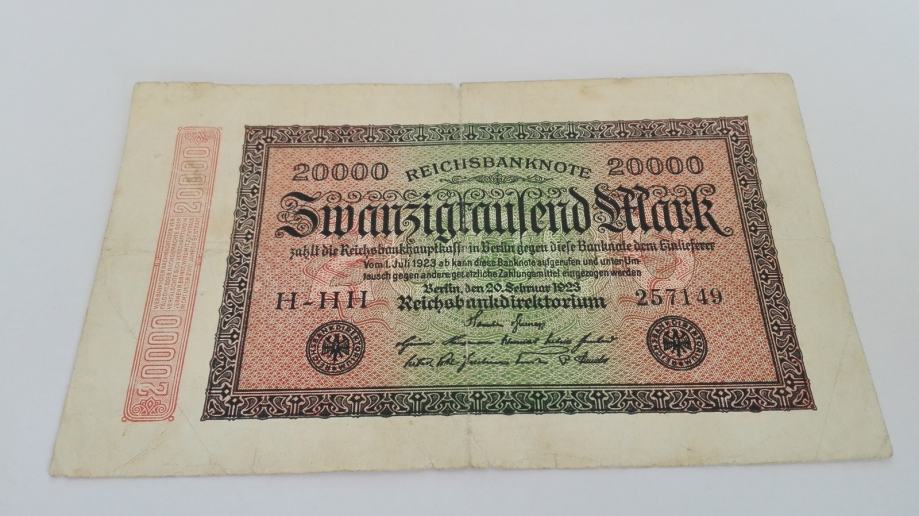 20000 REICHSBANKNOTE 20000
Zwanzigtausend Mark
zahlt die Reichsbankhauptkasse in Berlin gegen diese Banknote dem Einlieferer
Vom 1. Juli 1923 ab kann diese Banknote aufgerufen und unter Um-
tausch gegen andere gesetzliche Zahlungsmittel eingezogen werden
Berlin, den 20. Februar 1923
H-HH Reichsbankdirektorium 257149
20000 20000